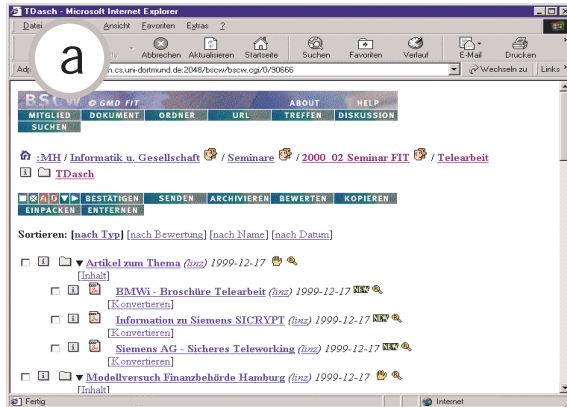 TDasch - Microsoft Internet Explorer
Datei Ansicht Favoriten Extras ?
a
Abbrechen Aktualisieren Startseite Suchen Favoriten Verlauf E-Mail Drucken
n.cs.uni-dortmund.de:2048/bscw/bscw.cgi/0/90666 Wechseln zu Links »
BSCW © GMD FIT ABOUT HELP
MITGLIED DOKUMENT ORDNER URL TREFFEN DISKUSSION
SUCHEN
:MH / Informatik u. Gesellschaft / Seminare / 2000_02 Seminar FIT / Telearbeit
TDasch
BESTÄTIGEN SENDEN ARCHIVIEREN BEWERTEN KOPIEREN
EINPACKEN ENTFERNEN
Sortieren: [nach Typ] [nach Bewertung] [nach Name] [nach Datum]
Artikel zum Thema (linz) 1999-12-17
[Inhalt]
BMWi - Broschüre Telearbeit (linz) 1999-12-17 NEW
[Konvertieren]
Information zu Siemens SICRYPT (linz) 1999-12-17 NEW
[Konvertieren]
Siemens AG - Sicheres Teleworking (linz) 1999-12-17 NEW
[Konvertieren]
Modellversuch Finanzbehörde Hamburg (linz) 1999-12-17
[Inhalt]
Fertig Internet